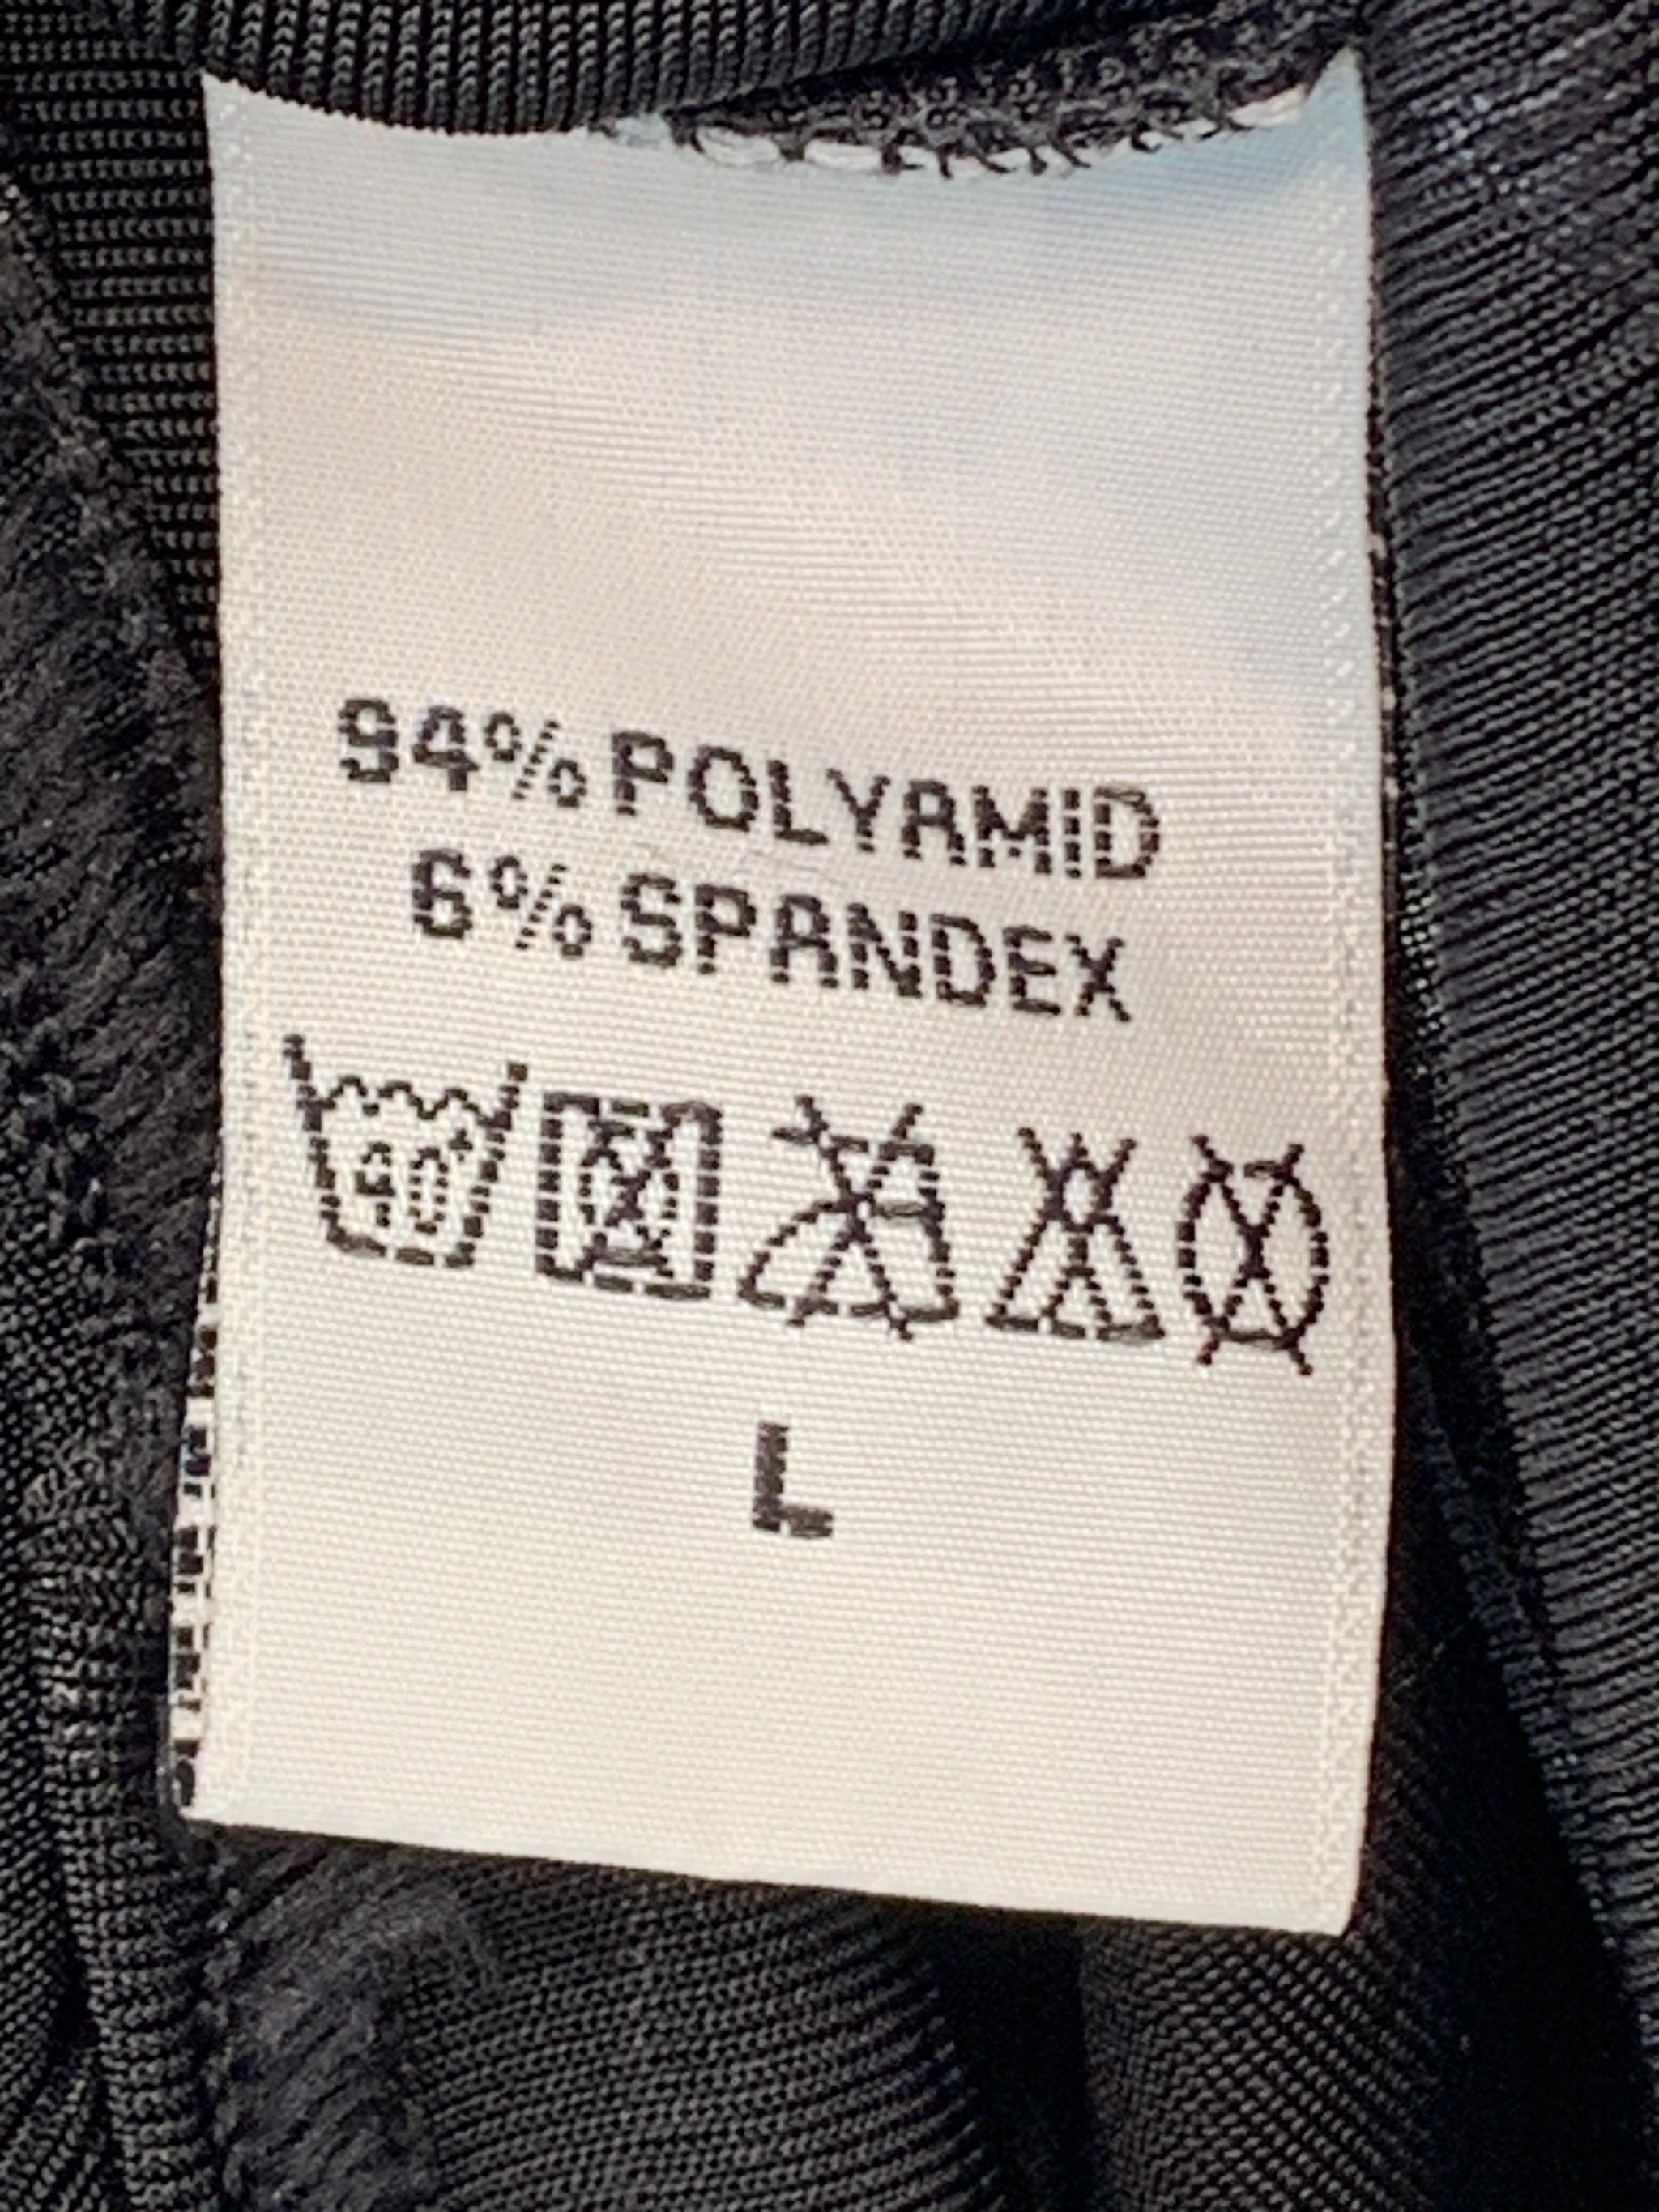 94% POLYAMID
6% SPANDEX
40°
L